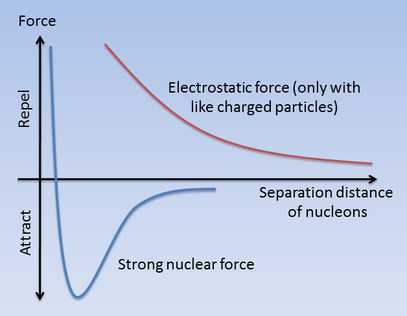 Force
Repel
Electrostatic force (only with
like charged particles)
Separation distance
of nucleons
Attract
Strong nuclear force